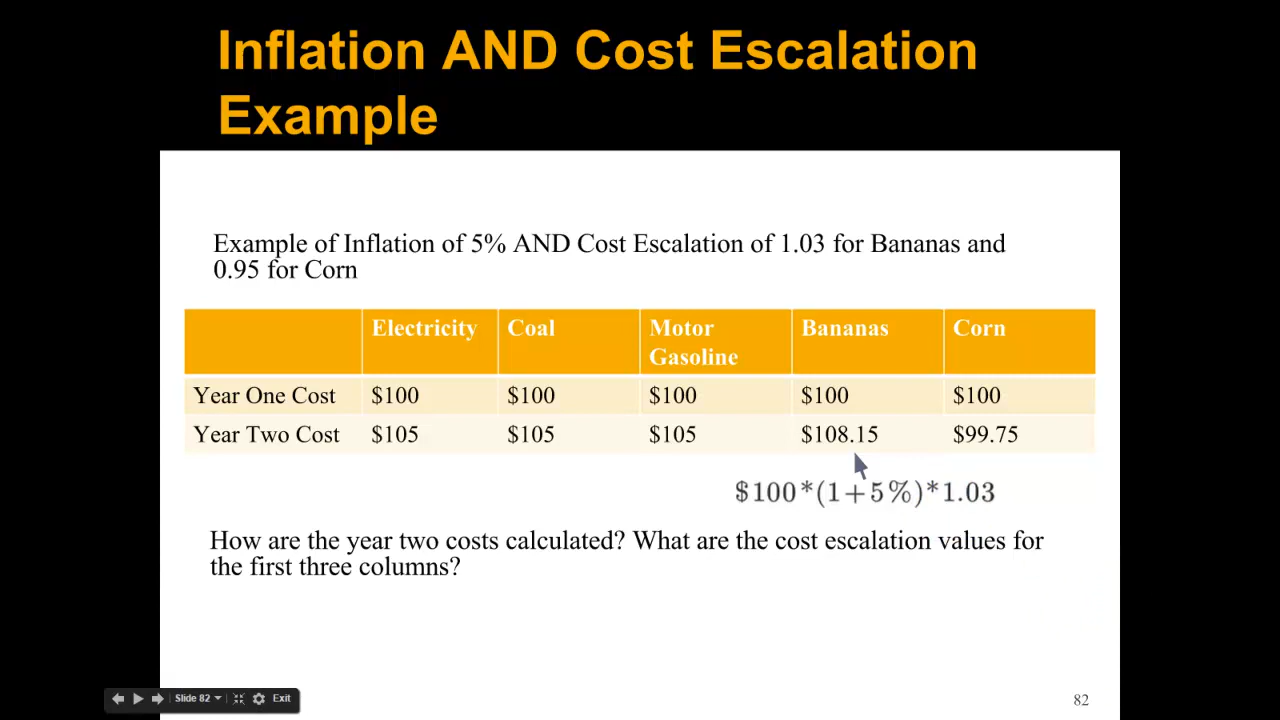 Inflation AND Cost Escalation
Example
Example of Inflation of 5% AND Cost Escalation of 1.03 for Bananas and
0.95 for Corn
Electricity Coal Motor Gasoline Bananas Corn
Year One Cost $100 $100 $100 $100 $100
Year Two Cost $105 $105 $105 $108.15 $99.75
$100*(1+5%)*1.03
How are the year two costs calculated? What are the cost escalation values for
the first three columns?
Slide 82 Exit
82